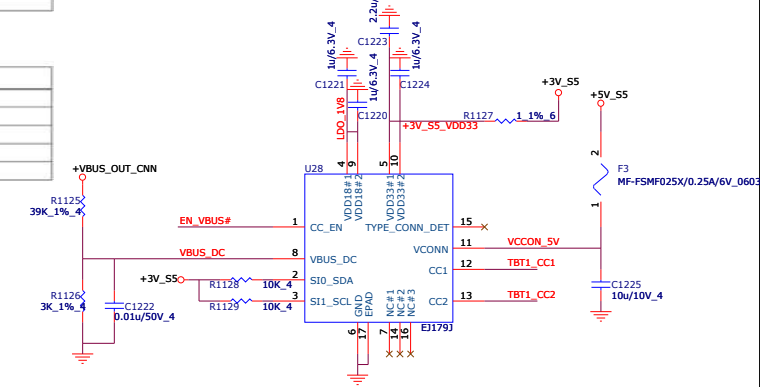 2.2u/
C1223
1u/6.3V_4
1u/6.3V_4
+3V_S5
C1221
1u/6.3V_4
C1224
+5V_S5
LDO_1V8
C1220
R1127
1_1%_6
+3V_S5_VDD33
4
9
5
10
2
F3
+VBUS_OUT_CNN
U28
VDD18#1
VDD18#2
VDD33#1
VDD33#2
MF-FSMF025X/0.25A/6V_0603
R1125
39K_1%_4
1
EN_VBUS#
1
CC_EN
TYPE_CONN_DET
15
VCONN
11
VCCON_5V
VBUS_DC
8
VBUS_DC
CC1
12
TBT1_CC1
+3V_S5
2
SI0_SDA
R1128
10K_4
R1126
3K_1%_4
C1222
0.01u/50V_4
C1225
10u/10V_4
3
SI1_SCL
CC2
13
TBT1_CC2
R1129
10K_4
GND
EPAD
NC#1
NC#2
NC#3
EJ179J
6
17
7
14
16